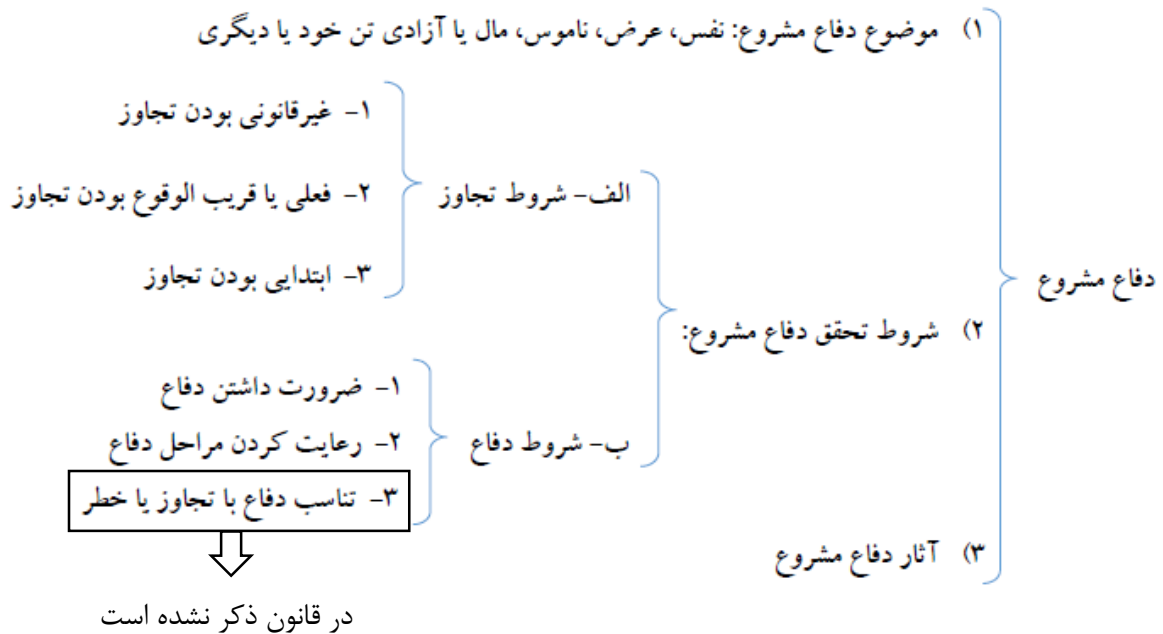 دفاع مشروع
۱) موضوع دفاع مشروع: نفس، عرض، ناموس، مال یا آزادی تن خود یا دیگری
۲) شروط تحقق دفاع مشروع:
الف- شروط تجاوز
۱- غیرقانونی بودن تجاوز
۲- فعلی یا قریب الوقوع بودن تجاوز
۳- ابتدایی بودن تجاوز
ب- شروط دفاع
۱- ضرورت داشتن دفاع
۲- رعایت کردن مراحل دفاع
۳- تناسب دفاع با تجاوز یا خطر
در قانون ذکر نشده است
۳) آثار دفاع مشروع